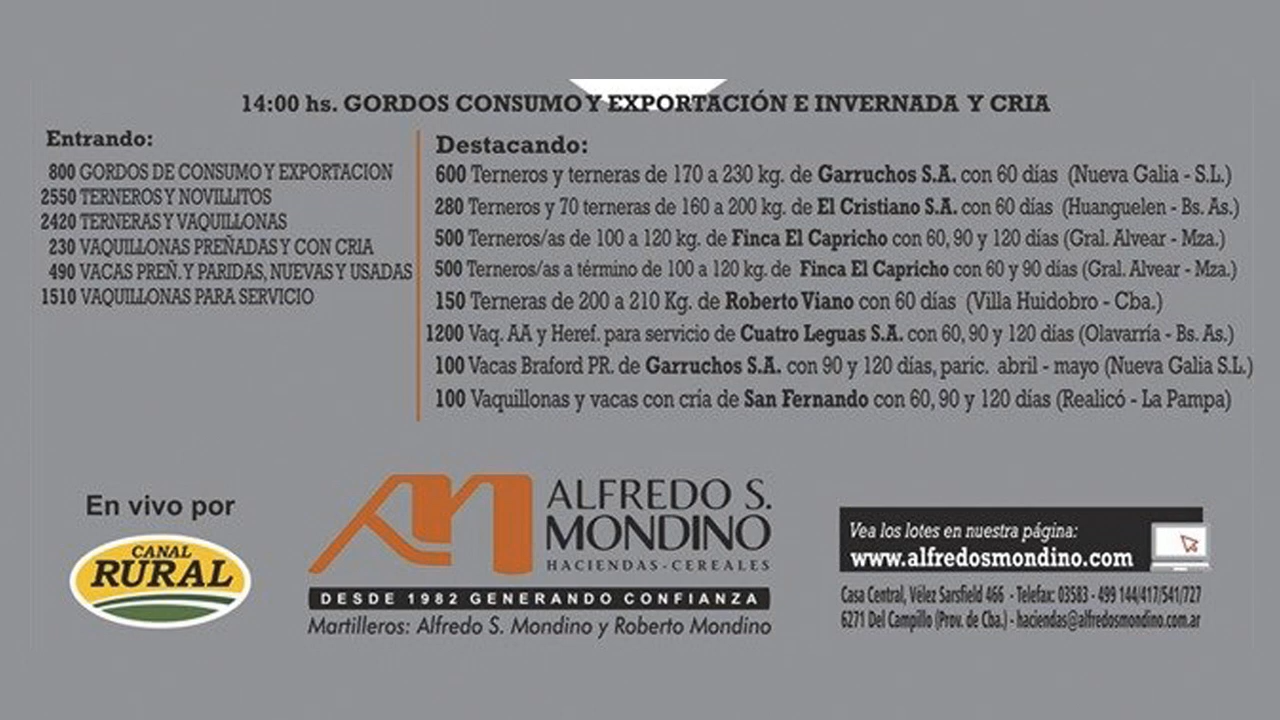 14:00 hs. GORDOS CONSUMO Y EXPORTACIÓN E INVERNADA Y CRIA
Entrando:
800 GORDOS DE CONSUMO Y EXPORTACION
2550 TERNEROS Y NOVILLITOS
2420 TERNERAS Y VAQUILLONAS
230 VAQUILLONAS PREÑADAS Y CON CRIA
490 VACAS PREÑ. Y PARIDAS, NUEVAS Y USADAS
1510 VAQUILLONAS PARA SERVICIO
Destacando:
600 Terneros y terneras de 170 a 230 kg. de Garruchos S.A. con 60 días (Nueva Galia - S.L.)
280 Terneros y 70 terneras de 160 a 200 kg. de El Cristiano S.A. con 60 días (Huanguelen - Bs. As.)
500 Terneros/as de 100 a 120 kg. de Finca El Capricho con 60, 90 y 120 días (Gral. Alvear - Mza.)
500 Terneros/as a término de 100 a 120 kg. de Finca El Capricho con 60 y 90 días (Gral. Alvear - Mza.)
150 Terneras de 200 a 210 Kg. de Roberto Viano con 60 días (Villa Huidobro - Cba.)
1200 Vaq. AA y Heref. para servicio de Cuatro Leguas S.A. con 60, 90 y 120 días (Olavarría - Bs. As.)
100 Vacas Braford PR. de Garruchos S.A. con 90 y 120 días, paric. abril - mayo (Nueva Galia S.L.)
100 Vaquillonas y vacas con cría de San Fernando con 60, 90 y 120 días (Realicó - La Pampa)
En vivo por
CANAL
RURAL
ALFREDO S.
MONDINO
HACIENDAS - CEREALES
DESDE 1982 GENERANDO CONFIANZA
Martilleros: Alfredo S. Mondino y Roberto Mondino
Vea los lotes en nuestra página:
www.alfredosmondino.com
Casa Central, Vélez Sarsfield 466 - Telefax: 03583 - 499 144/417/541/727
6271 Del Campillo (Prov. de Cba.) - haciendas@alfredosmondino.com.ar